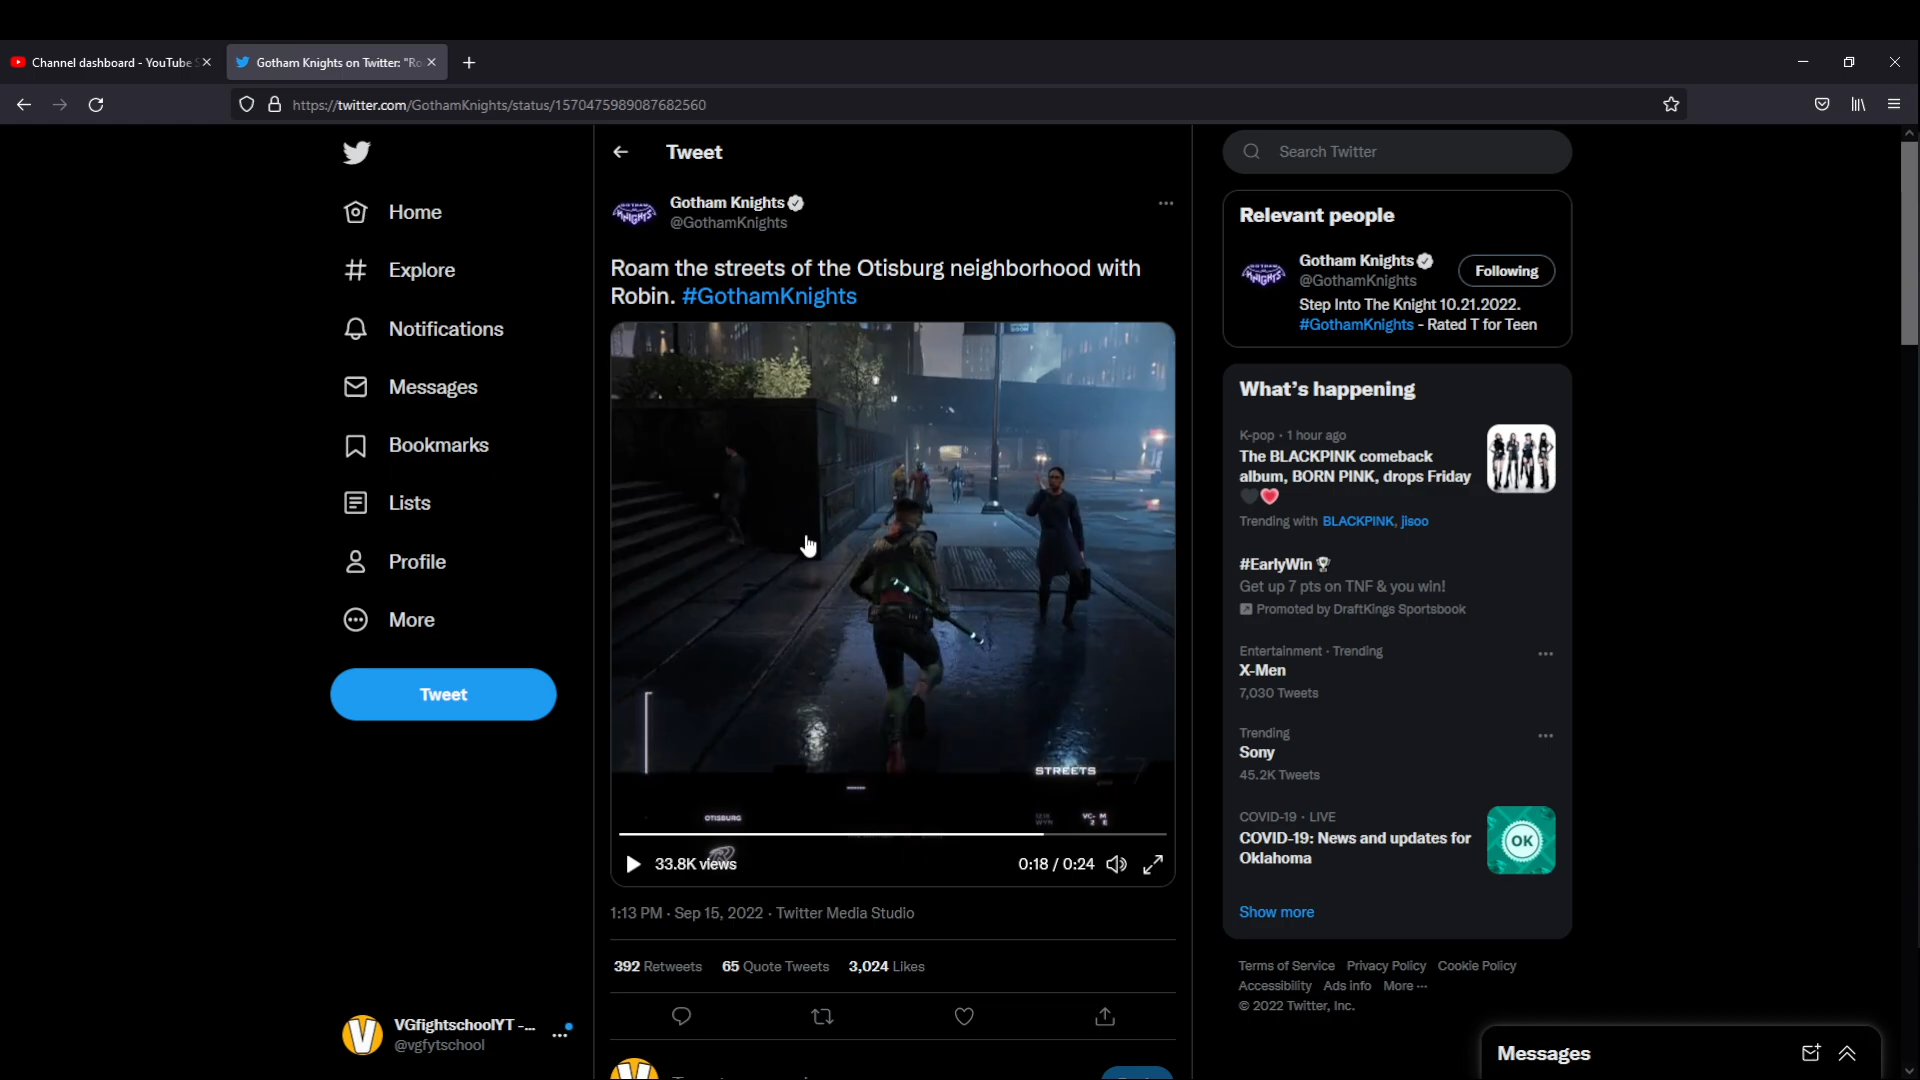 Channel dashboard - YouTube S
Gotham Knights on Twitter: "Ro
https://twitter.com/GothamKnights/status/1570475989087682560
Home
Explore
Notifications
Messages
Bookmarks
Lists
Profile
More
Tweet
VGfightschoolYT -...
@vgfytschool
Tweet
Gotham Knights
@GothamKnights
Roam the streets of the Otisburg neighborhood with
Robin. #GothamKnights
STREETS
OTISBURG
33.8K views
0:18 / 0:24
1:13 PM · Sep 15, 2022 · Twitter Media Studio
392 Retweets 65 Quote Tweets 3,024 Likes
Search Twitter
Relevant people
Gotham Knights
@GothamKnights
Following
Step Into The Knight 10.21.2022.
#GothamKnights - Rated T for Teen
What's happening
K-pop · 1 hour ago
The BLACKPINK comeback
album, BORN PINK, drops Friday
Trending with BLACKPINK, jisoo
#EarlyWin
Get up 7 pts on TNF & you win!
Promoted by DraftKings Sportsbook
Entertainment · Trending
X-Men
7,030 Tweets
Trending
Sony
45.2K Tweets
COVID-19 · LIVE
COVID-19: News and updates for
Oklahoma
OK
Show more
Terms of Service Privacy Policy Cookie Policy
Accessibility Ads info More ...
© 2022 Twitter, Inc.
Messages